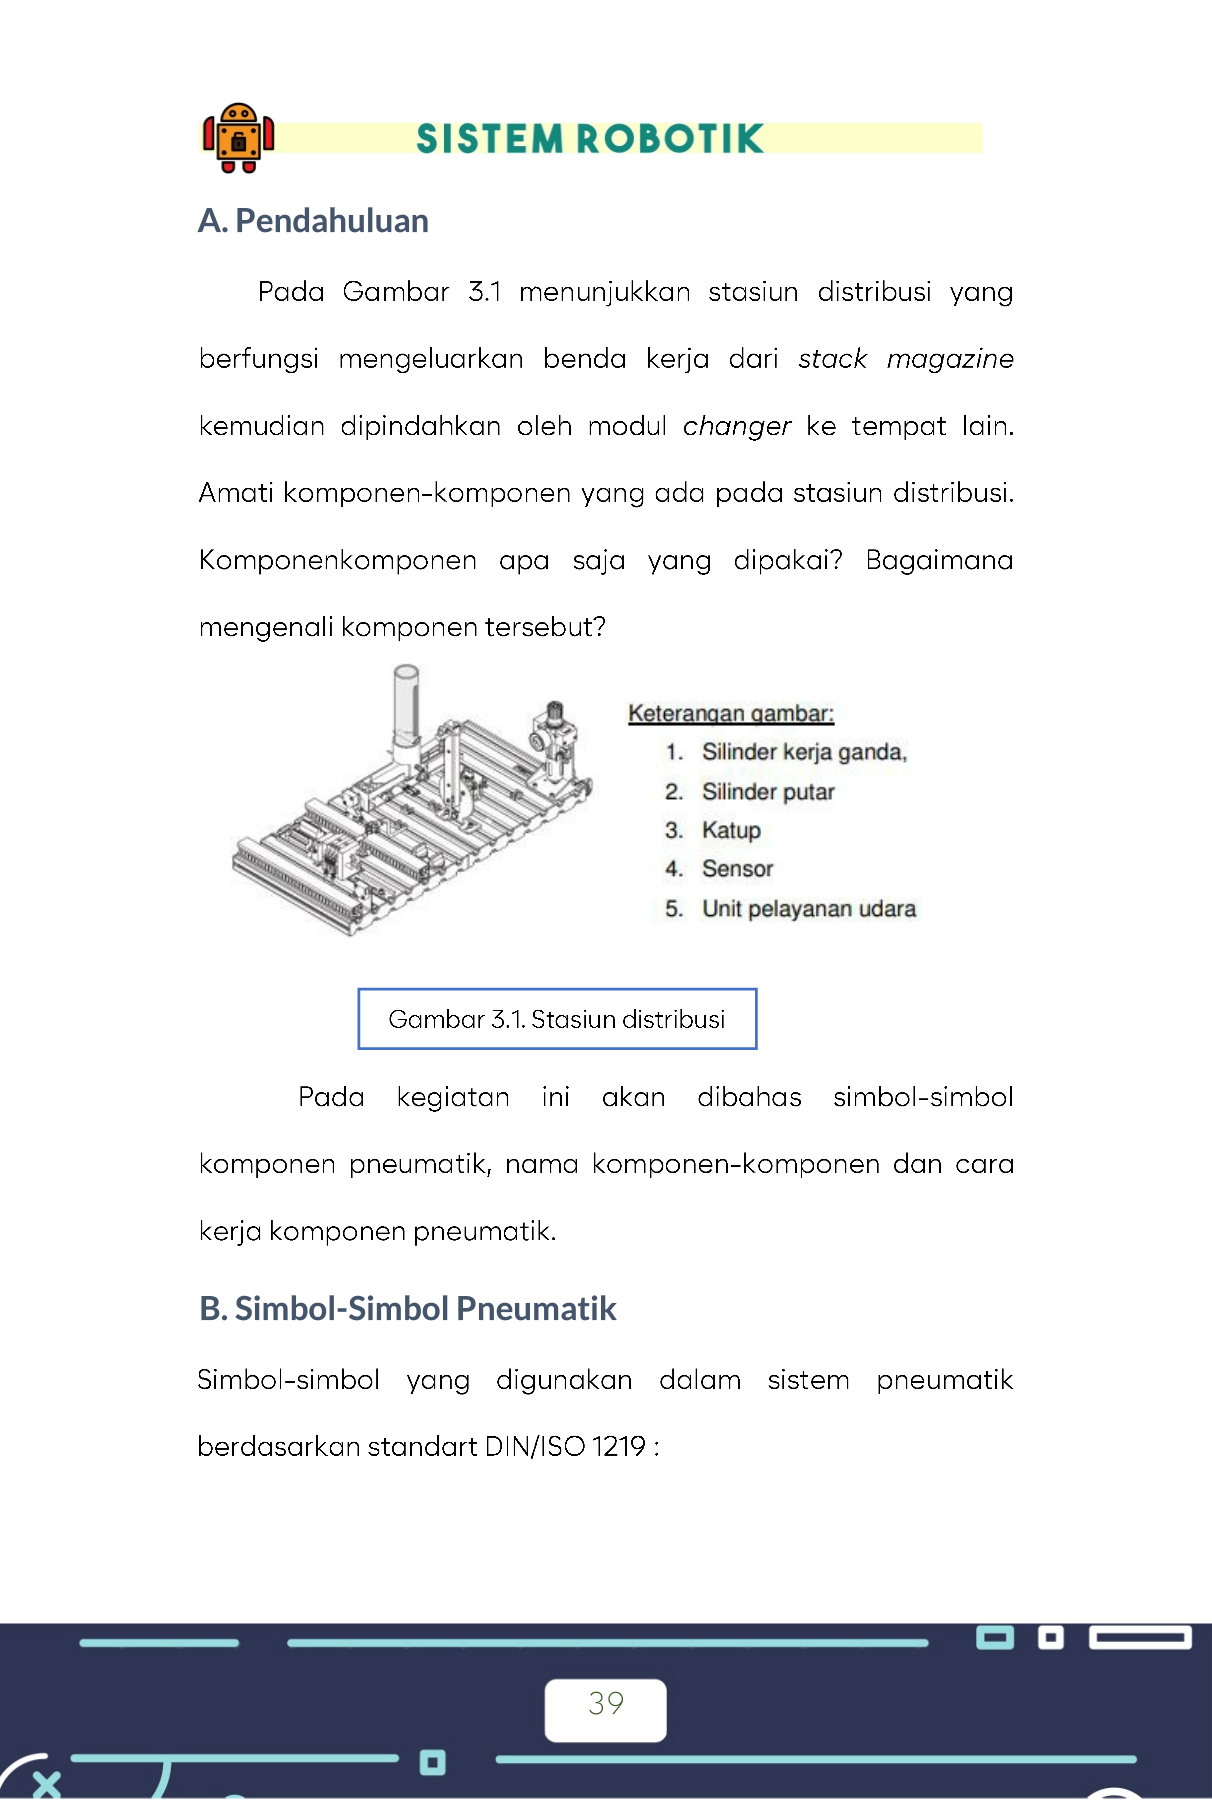 SISTEM ROBOTIK
A. Pendahuluan
Pada Gambar 3.1 menunjukkan stasiun distribusi yang
berfungsi mengeluarkan benda kerja dari stack magazine
kemudian dipindahkan oleh modul changer ke tempat lain.
Amati komponen-komponen yang ada pada stasiun distribusi.
Komponenkomponen apa saja yang dipakai? Bagaimana
mengenali komponen tersebut?
Keterangan gambar:
1. Silinder kerja ganda,
2. Silinder putar
3. Katup
4. Sensor
5. Unit pelayanan udara
Gambar 3.1. Stasiun distribusi
Pada kegiatan ini akan dibahas simbol-simbol
komponen pneumatik, nama komponen-komponen dan cara
kerja komponen pneumatik.
B. Simbol-Simbol Pneumatik
Simbol-simbol yang digunakan dalam sistem pneumatik
berdasarkan standart DIN/ISO 1219 :
39